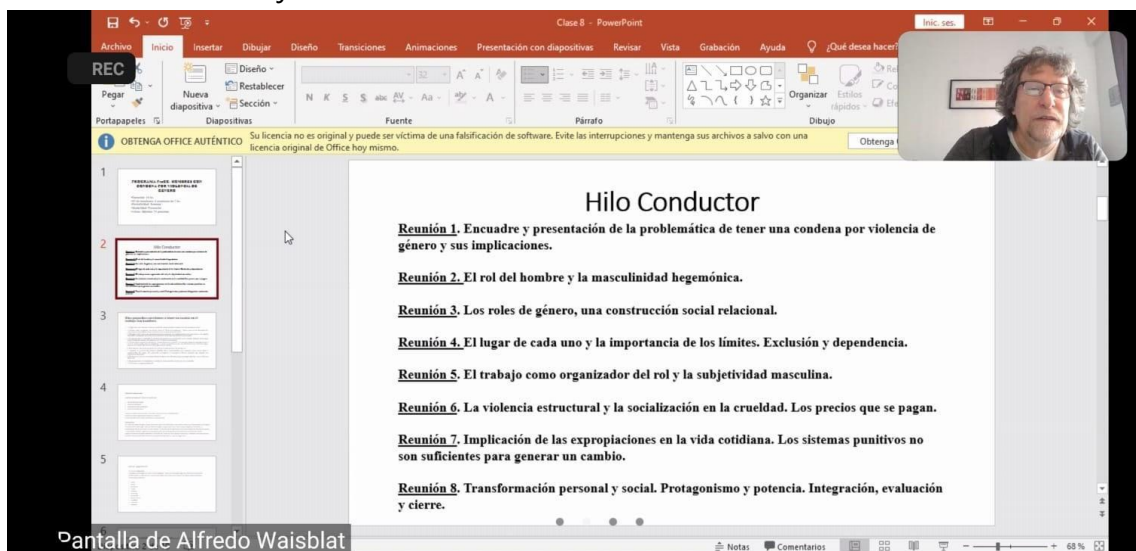 Clase 8 - PowerPoint
Inic. ses.
Archivo Inicio Insertar Dibujar Diseño Transiciones Animaciones Presentación con diapositivas Revisar Vista Grabación Ayuda ¿Qué desea hacer?
REC
Pegar
Nueva
diapositiva
Diseño
Restablecer
Sección
32
N K S S abc AV Aa A
Organizar
Estilos
rápidos
Portapapeles Diapositivas Fuente Párrafo Dibujo
OBTENGA OFFICE AUTÉNTICO Su licencia no es original y puede ser víctima de una falsificación de software. Evite las interrupciones y mantenga sus archivos a salvo con una
licencia original de Office hoy mismo.
Obtenga
1
2
3
4
5
Hilo Conductor
Reunión 1. Encuadre y presentación de la problemática de tener una condena por violencia de
género y sus implicaciones.
Reunión 2. El rol del hombre y la masculinidad hegemónica.
Reunión 3. Los roles de género, una construcción social relacional.
Reunión 4. El lugar de cada uno y la importancia de los límites. Exclusión y dependencia.
Reunión 5. El trabajo como organizador del rol y la subjetividad masculina.
Reunión 6. La violencia estructural y la socialización en la crueldad. Los precios que se pagan.
Reunión 7. Implicación de las expropiaciones en la vida cotidiana. Los sistemas punitivos no
son suficientes para generar un cambio.
Reunión 8. Transformación personal y social. Protagonismo y potencia. Integración, evaluación
y cierre.
Pantalla de Alfredo Waisblat
Notas Comentarios 68 %